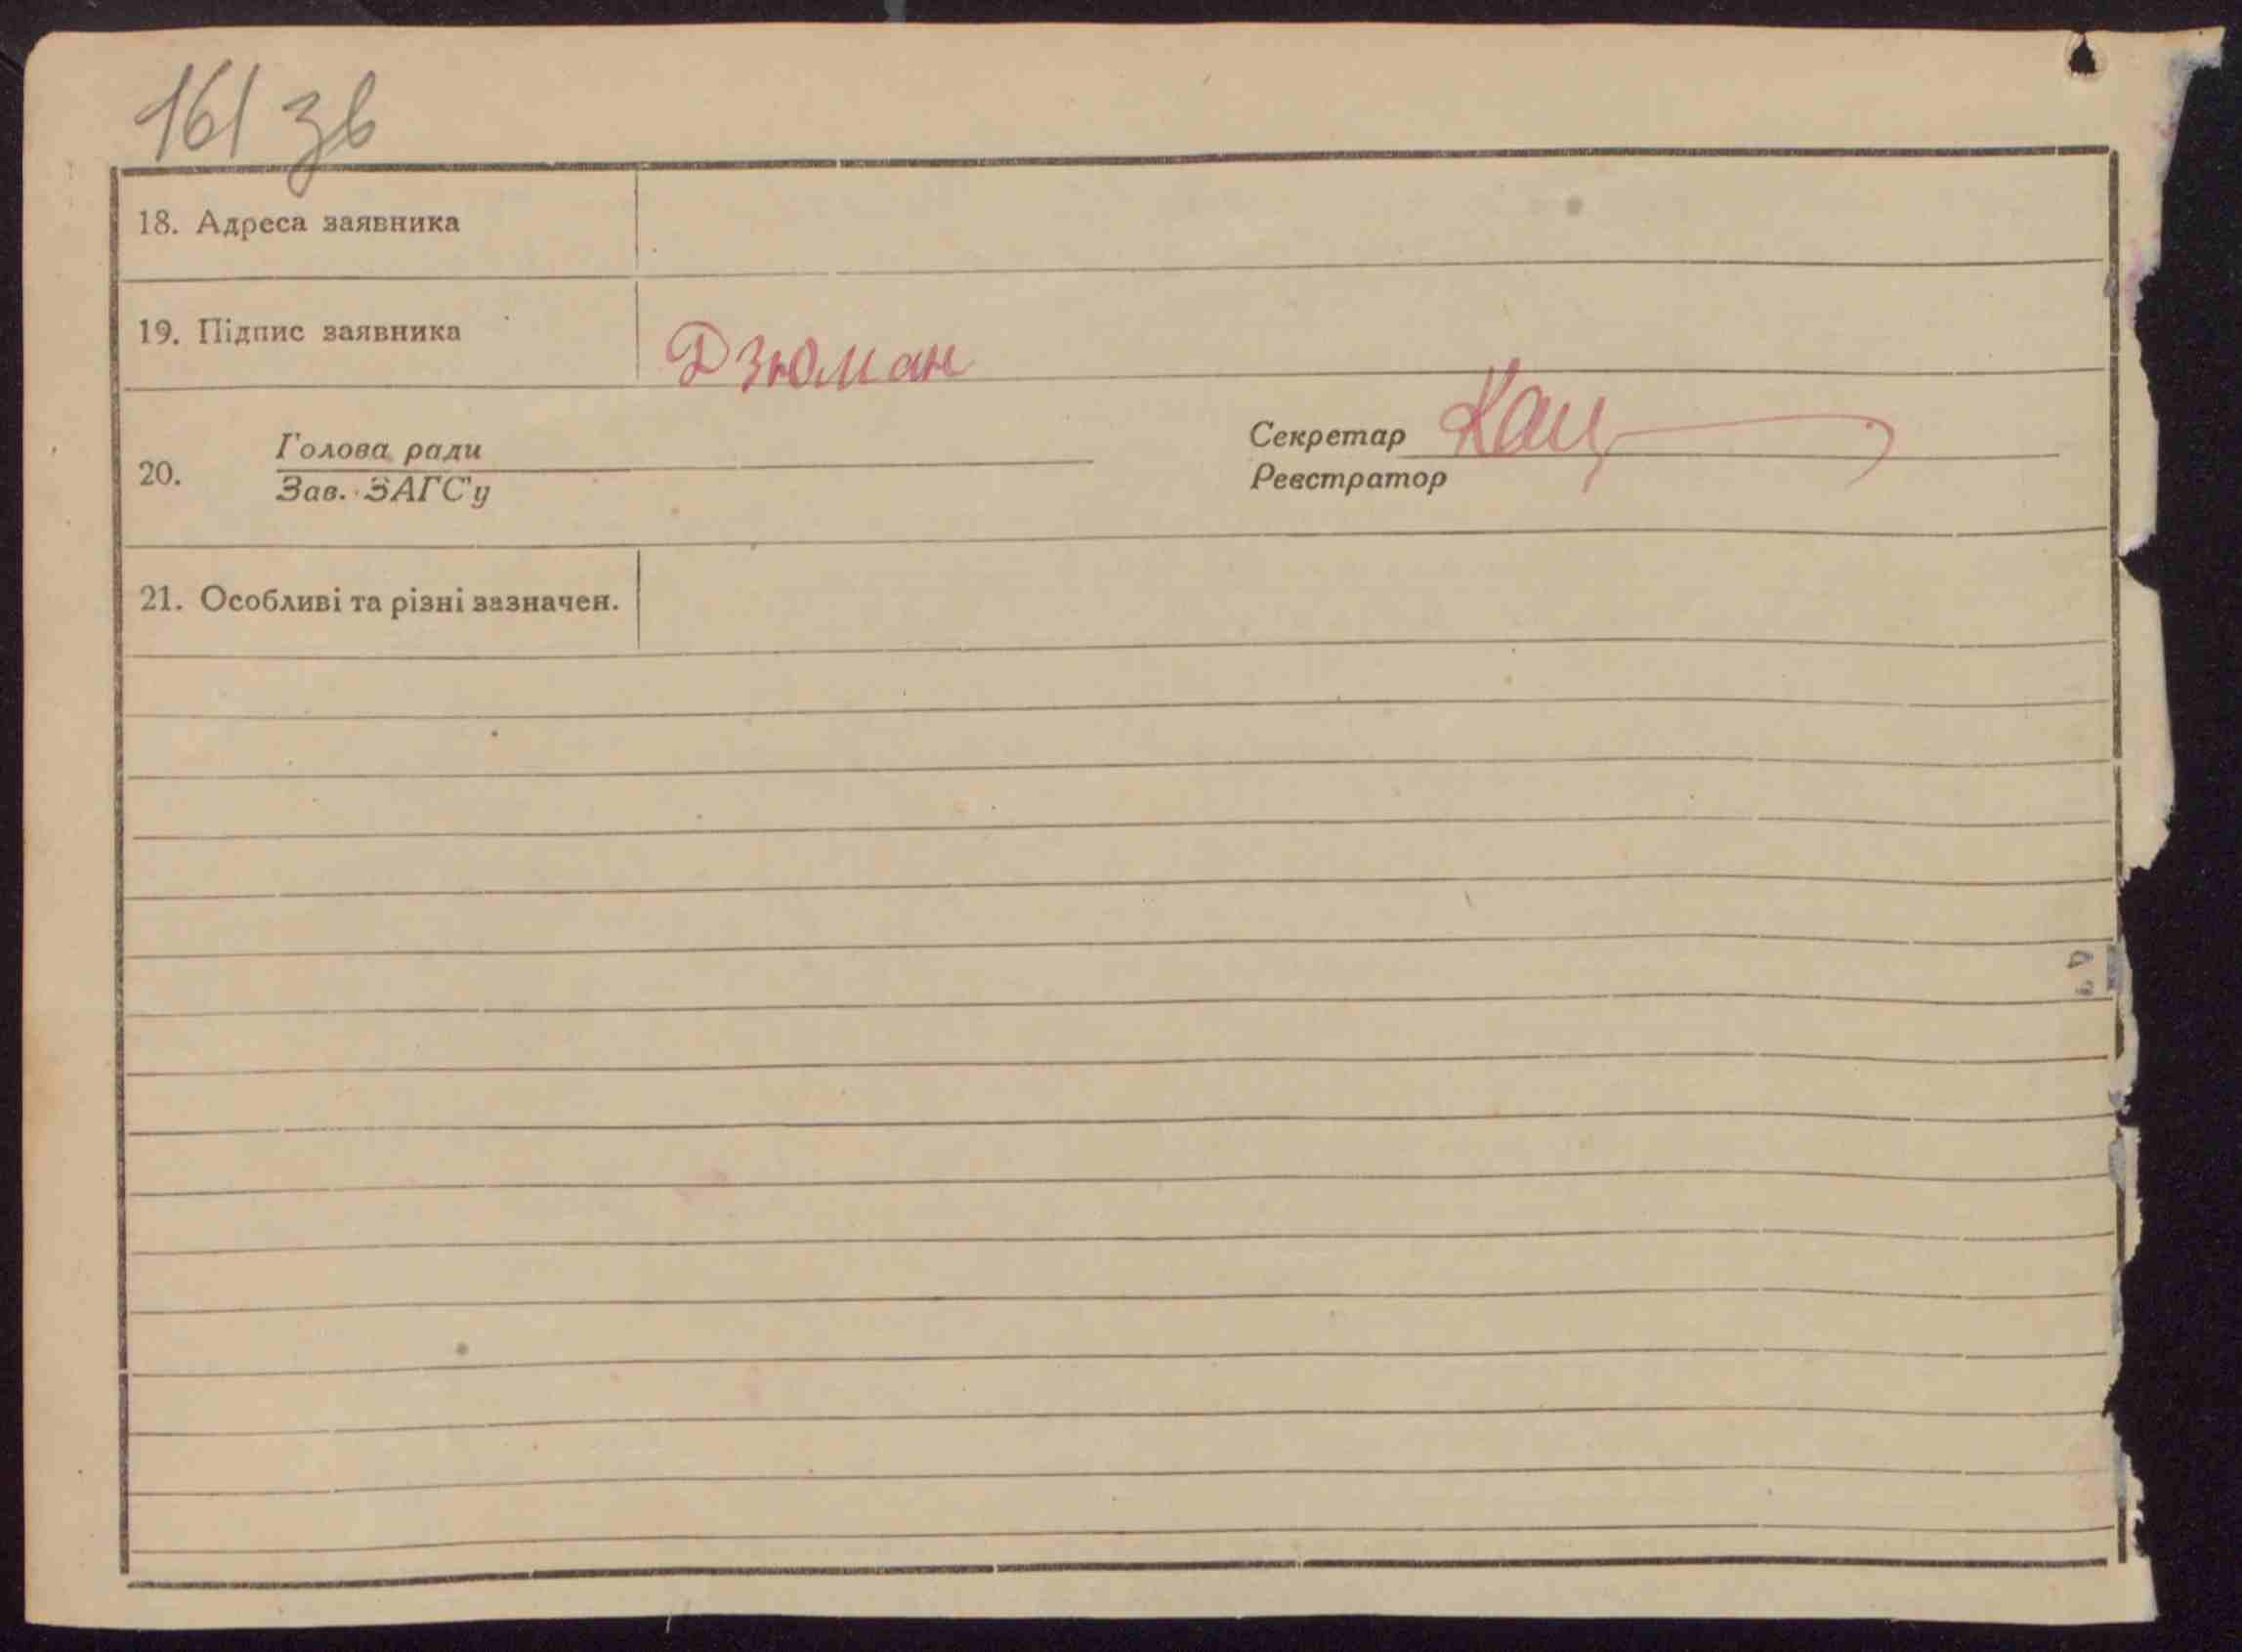 161 зв
18. Адреса заявника
19. Підпис заявника Дзюман
20. Голова ради Секретар Кац
Зав. ЗАГС'у Реєстратор
21. Особливі та різні зазначен.